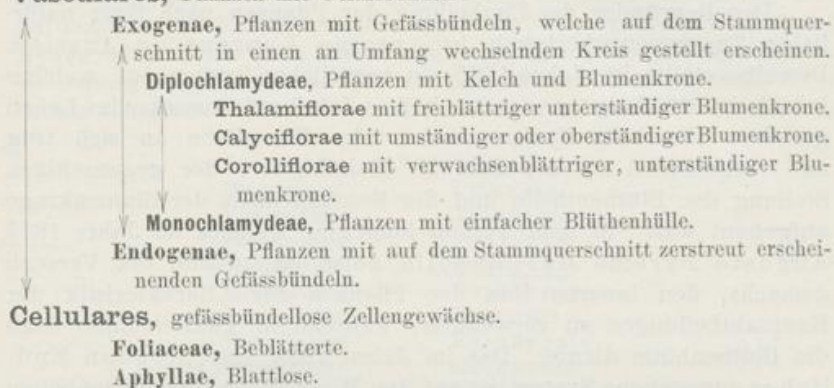 Exogenae, Pflanzen mit Gefässbündeln, welche auf dem Stammquer-
schnitt in einen an Umfang wechselnden Kreis gestellt erscheinen.
Diplochlamydeae, Pflanzen mit Kelch und Blumenkrone.
Thalamiflorae mit freiblättriger unterständiger Blumenkrone.
Calyciflorae mit umständiger oder oberständiger Blumenkrone.
Corolliflorae mit verwachsenblättriger, unterständiger Blu-
menkrone.
Monochlamydeae, Pflanzen mit einfacher Blüthenhülle.
Endogenae, Pflanzen mit auf dem Stammquerschnitt zerstreut erschei-
nenden Gefässbündeln.
Cellulares, gefässbündellose Zellengewächse.
Foliaceae, Beblätterte.
Aphyllae, Blattlose.